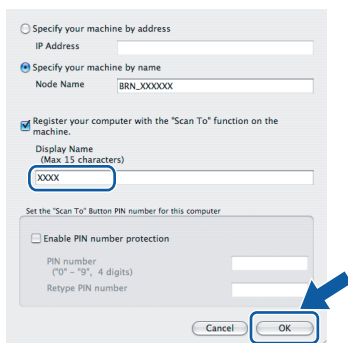 Specify your machine by address
IP Address
Specify your machine by name
Node Name
BRN_XXXXXX
Register your computer with the "Scan To" function on the
machine.
Display Name
(Max 15 characters)
XXXX
Set the "Scan To" Button PIN number for this computer
Enable PIN number protection
PIN number
("0" – "9", 4 digits)
Retype PIN number
Cancel
OK